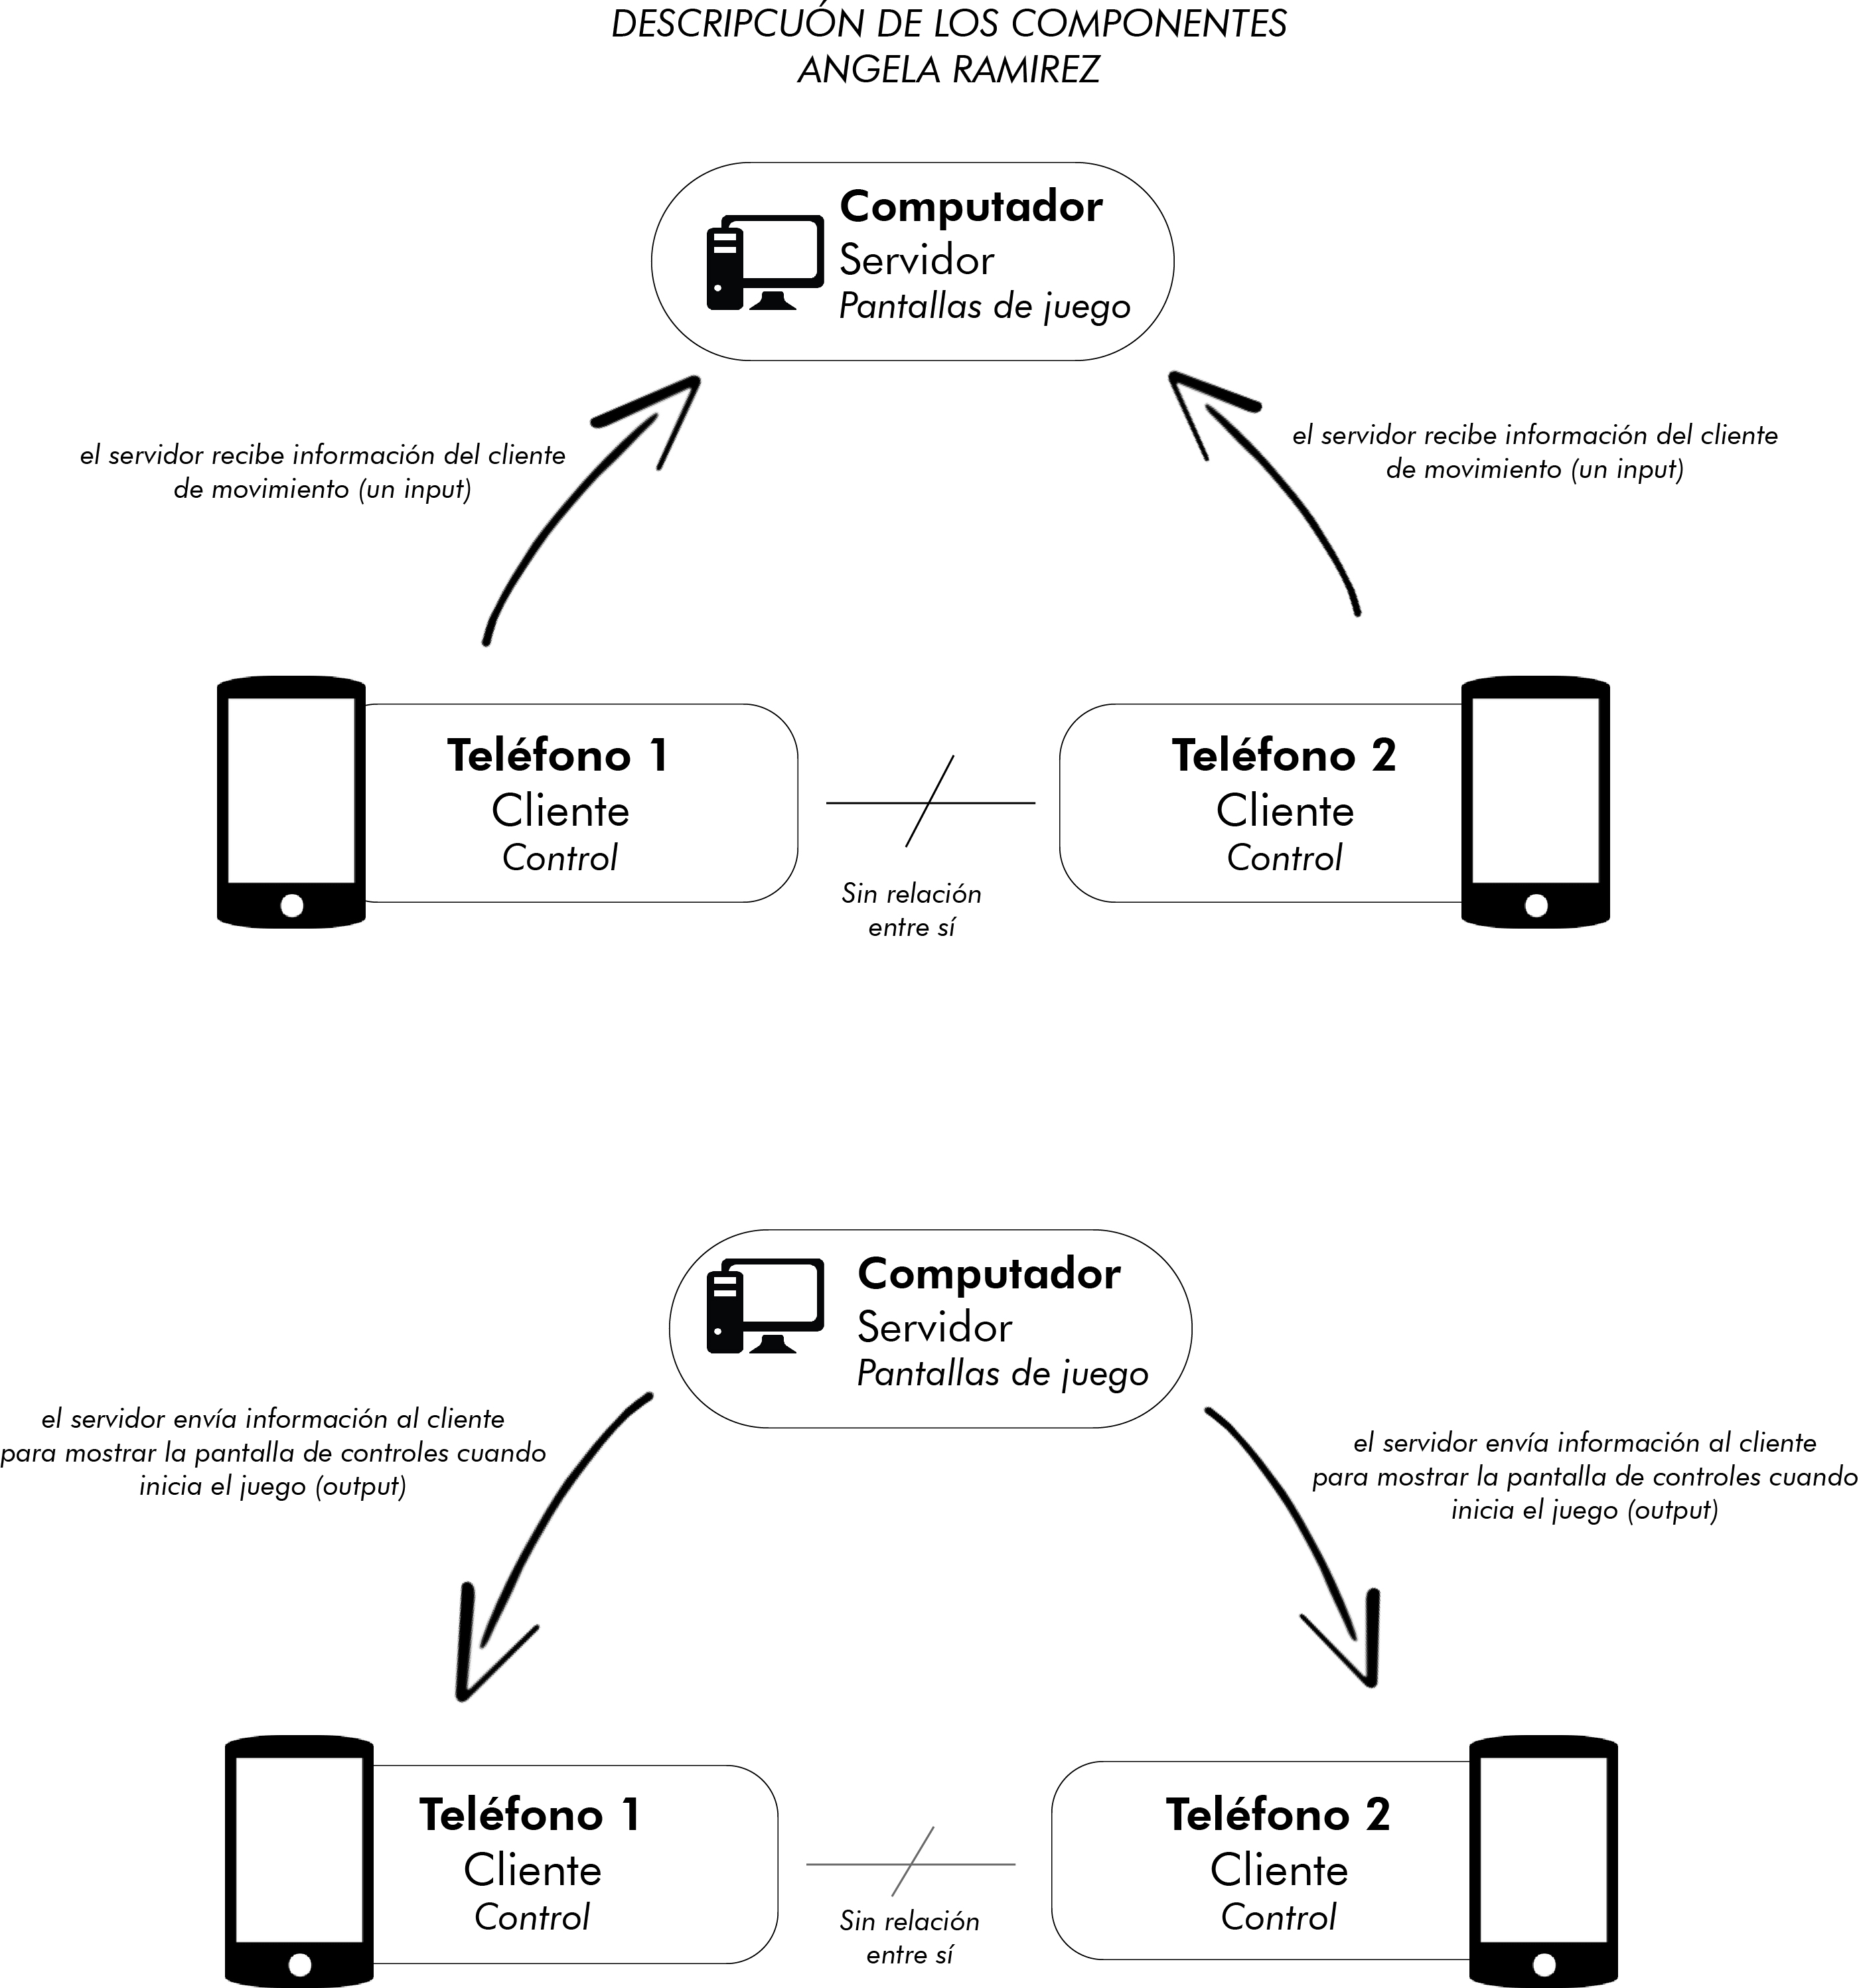 DESCRIPCUÓN DE LOS COMPONENTES
ANGELA RAMIREZ
Computador
Servidor
Pantallas de juego
el servidor recibe información del cliente
de movimiento (un input)
el servidor recibe información del cliente
de movimiento (un input)
Teléfono 1
Cliente
Control
Sin relación
entre sí
Teléfono 2
Cliente
Control
Computador
Servidor
Pantallas de juego
el servidor envía información al cliente
para mostrar la pantalla de controles cuando
inicia el juego (output)
el servidor envía información al cliente
para mostrar la pantalla de controles cuando
inicia el juego (output)
Teléfono 1
Cliente
Control
Sin relación
entre sí
Teléfono 2
Cliente
Control